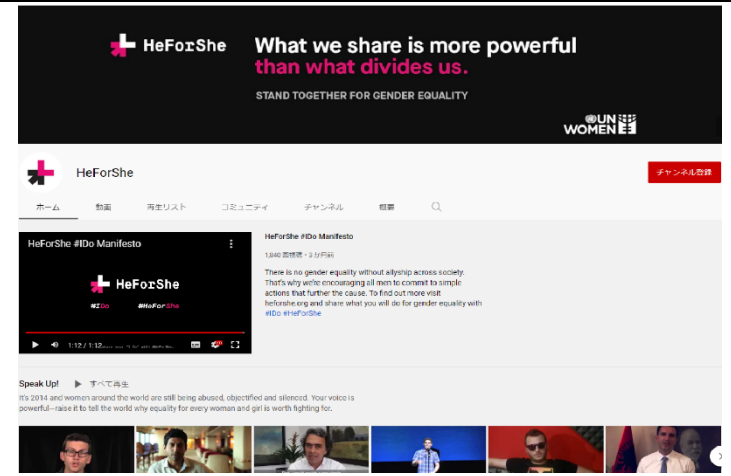 HeForShe
What we share is more powerful
than what divides us.
STAND TOGETHER FOR GENDER EQUALITY
UN
WOMEN
HeForShe
チャンネル登録
ホーム 動画 再生リスト コミュニティ チャンネル 概要
HeForShe #IDo Manifesto
HeForShe
#IDo #HeForShe
1:12 / 1:12
HeForShe #IDo Manifesto
1,840 回視聴・3 か月前
There is no gender equality without allyship across society.
That's why we're encouraging all men to commit to simple
actions that further the cause. To find out more visit
heforshe.org and share what you will do for gender equality with
#IDo #HeForShe
Speak Up! すべて再生
It's 2014 and women around the world are still being abused, objectified and silenced. Your voice is
powerful—raise it to tell the world why equality for every woman and girl is worth fighting for.